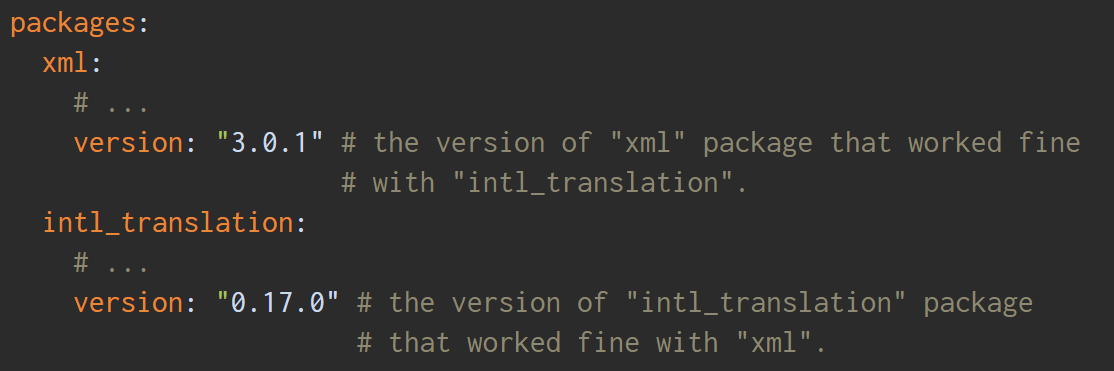 packages:
  xml:
    # ...
    version: "3.0.1" # the version of "xml" package that worked fine
                     # with "intl_translation".
  intl_translation:
    # ...
    version: "0.17.0" # the version of "intl_translation" package
                      # that worked fine with "xml".